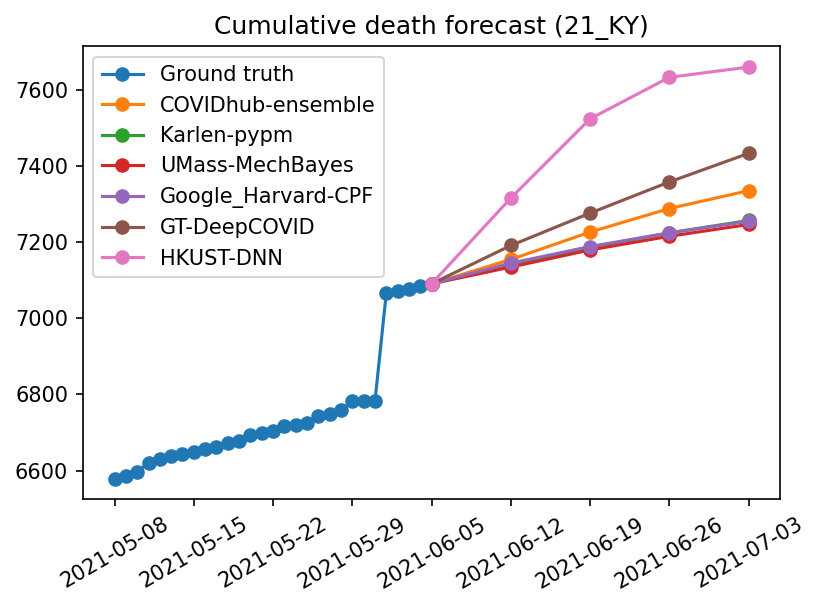 Cumulative death forecast (21_KY)
Ground truth
COVIDhub-ensemble
Karlen-pypm
UMass-MechBayes
Google_Harvard-CPF
GT-DeepCOVID
HKUST-DNN
7600
7400
7200
7000
6800
6600
2021-05-08
2021-05-15
2021-05-22
2021-05-29
2021-06-05
2021-06-12
2021-06-19
2021-06-26
2021-07-03